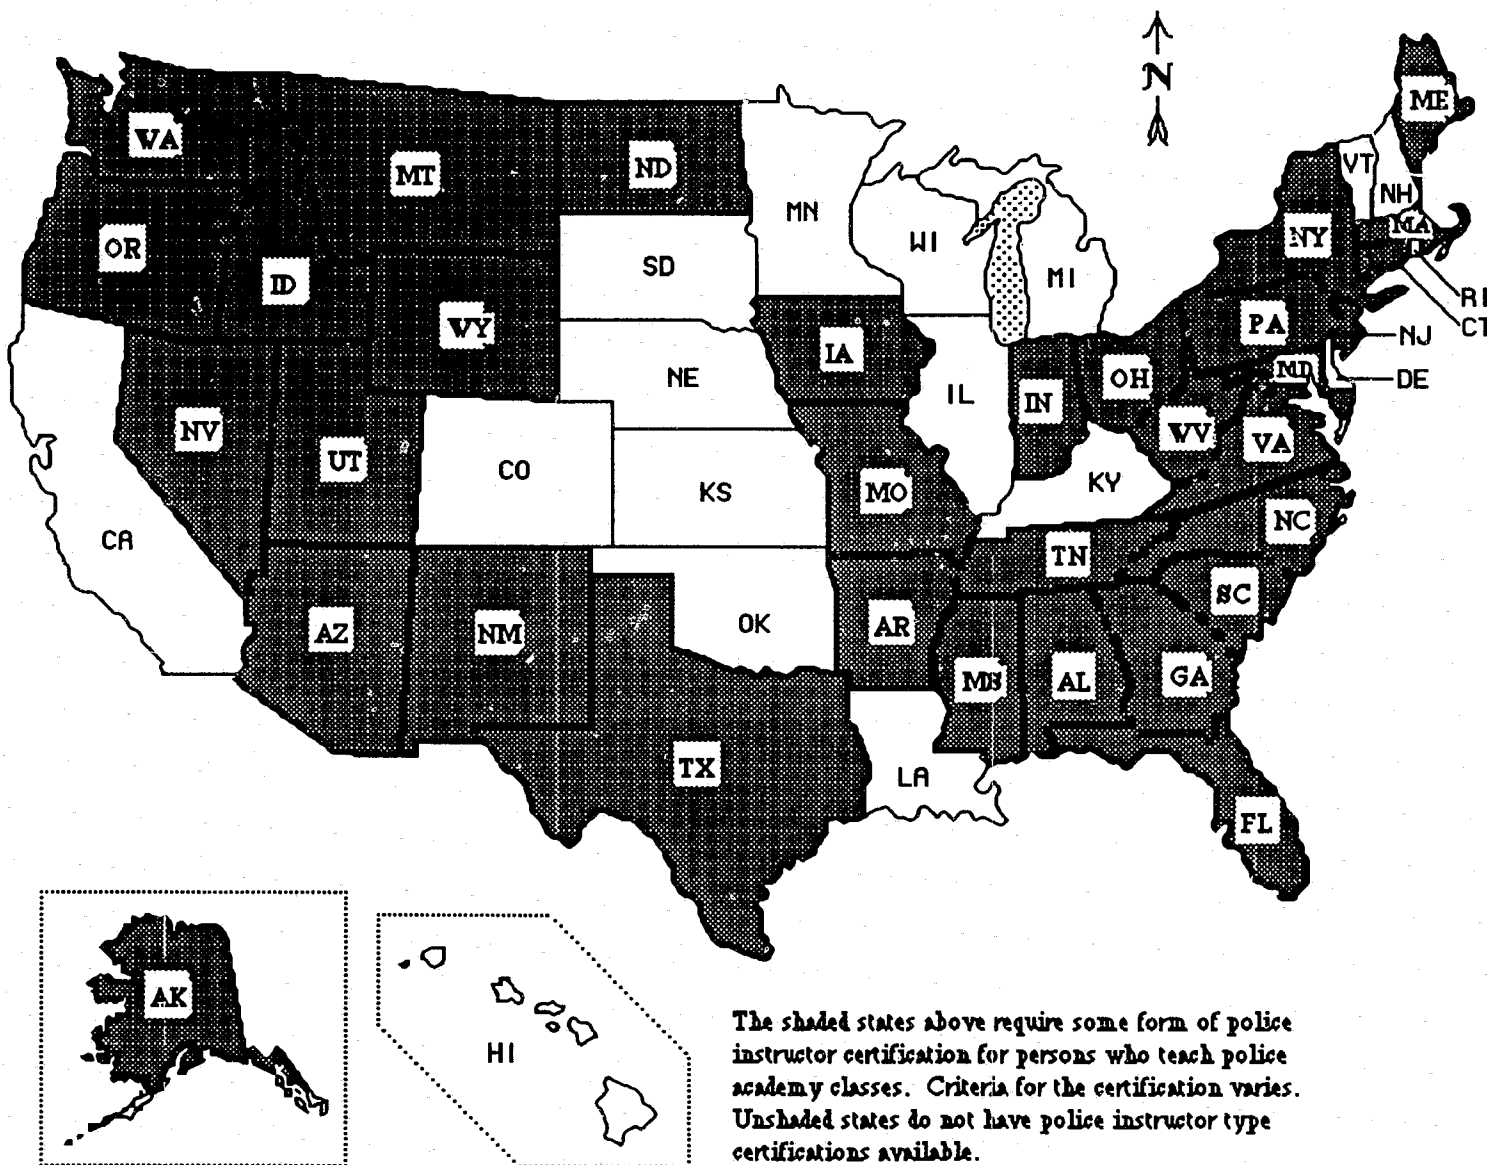 N
ME
WA
VT
MT
ND
NH
MN
MA
NY
OR
WI
SD
MI
ID
RI
WY
PA
CT
NJ
IA
MD
NE
OH
DE
IL
IN
NV
WV
VA
UT
CO
KY
KS
MO
NC
CA
TN
SC
OK
AR
AZ
NM
GA
MS
AL
TX
LA
FL
AK
HI
The shaded states above require some form of police
instructor certification for persons who teach police
academy classes. Criteria for the certification varies.
Unshaded states do not have police instructor type
certifications available.